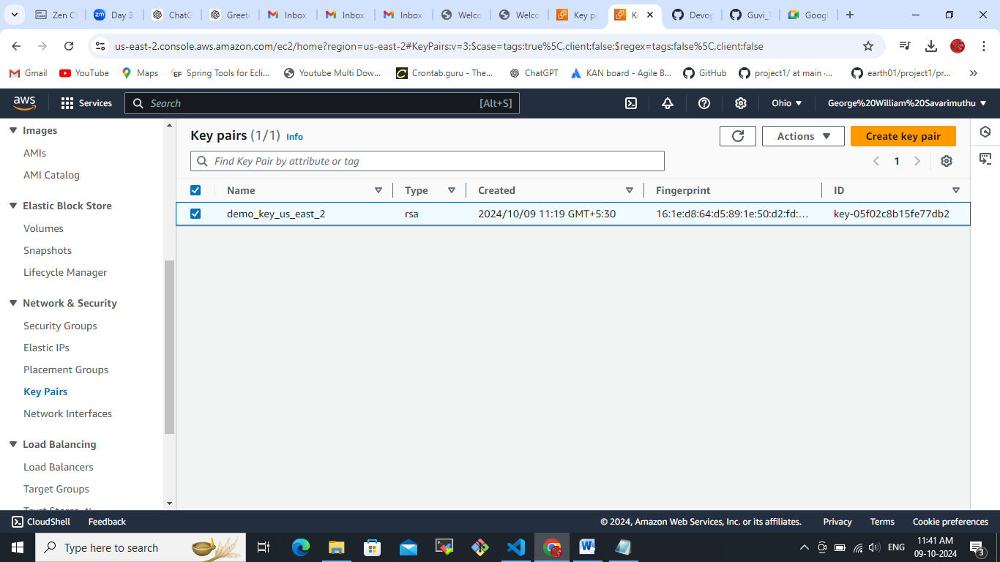 Zen Cl
Day 3
ChatG
Greeti
Inbox
Inbox
Inbox
Welco
Welco
Key pa
Ke
Devop
Guvi_1
Googl
us-east-2.console.aws.amazon.com/ec2/home?region=us-east-2#KeyPairs:v=3;$case=tags:true%5C,client:false;$regex=tags:false%5C,client:false
Gmail
YouTube
Maps
Spring Tools for Ecli...
Youtube Multi Dow...
Crontab.guru - The...
ChatGPT
KAN board - Agile B...
GitHub
project1/ at main ·...
earth01/project1/pr...
aws
Services
Search
[Alt+S]
Ohio
George%20William%20Savarimuthu
Images
AMIs
AMI Catalog
Elastic Block Store
Volumes
Snapshots
Lifecycle Manager
Network & Security
Security Groups
Elastic IPs
Placement Groups
Key Pairs
Network Interfaces
Load Balancing
Load Balancers
Target Groups
Key pairs (1/1) Info
Actions
Create key pair
Find Key Pair by attribute or tag
1
Name Type Created Fingerprint ID
demo_key_us_east_2 rsa 2024/10/09 11:19 GMT+5:30 16:1e:d8:64:d5:89:1e:50:d2:fd:... key-05f02c8b15fe77db2
CloudShell
Feedback
© 2024, Amazon Web Services, Inc. or its affiliates.
Privacy
Terms
Cookie preferences
Type here to search
ENG
11:41 AM
09-10-2024
3